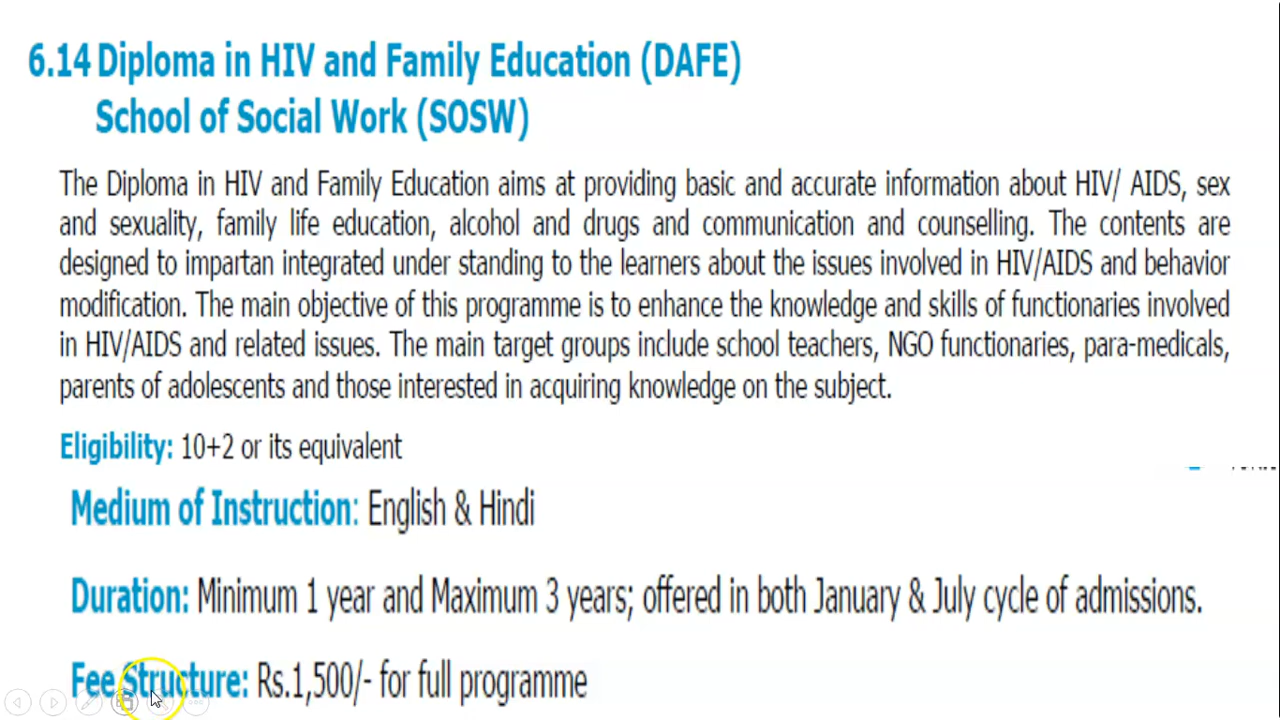 6.14 Diploma in HIV and Family Education (DAFE)
School of Social Work (SOSW)
The Diploma in HIV and Family Education aims at providing basic and accurate information about HIV/ AIDS, sex
and sexuality, family life education, alcohol and drugs and communication and counselling. The contents are
designed to impartan integrated under standing to the learners about the issues involved in HIV/AIDS and behavior
modification. The main objective of this programme is to enhance the knowledge and skills of functionaries involved
in HIV/AIDS and related issues. The main target groups include school teachers, NGO functionaries, para-medicals,
parents of adolescents and those interested in acquiring knowledge on the subject.
Eligibility: 10+2 or its equivalent
Medium of Instruction: English & Hindi
Duration: Minimum 1 year and Maximum 3 years; offered in both January & July cycle of admissions.
Fee Structure: Rs.1,500/- for full programme